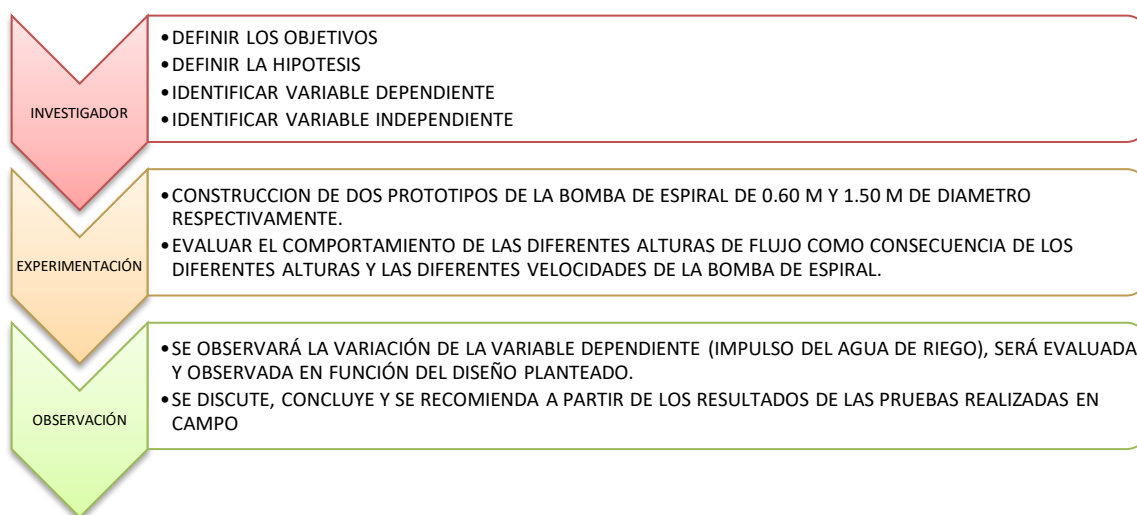 INVESTIGADOR
•DEFINIR LOS OBJETIVOS
•DEFINIR LA HIPOTESIS
•IDENTIFICAR VARIABLE DEPENDIENTE
•IDENTIFICAR VARIABLE INDEPENDIENTE
EXPERIMENTACIÓN
•CONSTRUCCION DE DOS PROTOTIPOS DE LA BOMBA DE ESPIRAL DE 0.60 M Y 1.50 M DE DIAMETRO
RESPECTIVAMENTE.
•EVALUAR EL COMPORTAMIENTO DE LAS DIFERENTES ALTURAS DE FLUJO COMO CONSECUENCIA DE LOS
DIFERENTES ALTURAS Y LAS DIFERENTES VELOCIDADES DE LA BOMBA DE ESPIRAL.
OBSERVACIÓN
•SE OBSERVARÁ LA VARIACIÓN DE LA VARIABLE DEPENDIENTE (IMPULSO DEL AGUA DE RIEGO), SERÁ EVALUADA
Y OBSERVADA EN FUNCIÓN DEL DISEÑO PLANTEADO.
•SE DISCUTE, CONCLUYE Y SE RECOMIENDA A PARTIR DE LOS RESULTADOS DE LAS PRUEBAS REALIZADAS EN
CAMPO